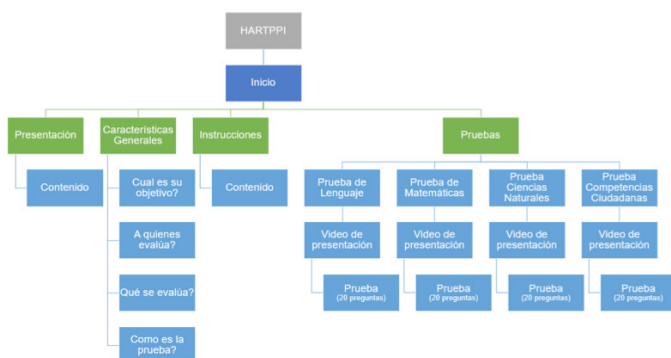 HARTPPI
Inicio
Presentación
Características
Generales
Instrucciones
Pruebas
Contenido
Cual es su
objetivo?
Contenido
Prueba de
Lenguaje
Prueba de
Matemáticas
Prueba
Ciencias
Naturales
Prueba
Competencias
Ciudadanas
A quienes
evalúa?
Video de
presentación
Video de
presentación
Video de
presentación
Video de
presentación
Qué se evalúa?
Prueba
(20 preguntas)
Prueba
(20 preguntas)
Prueba
(20 preguntas)
Prueba
(20 preguntas)
Como es la
prueba?